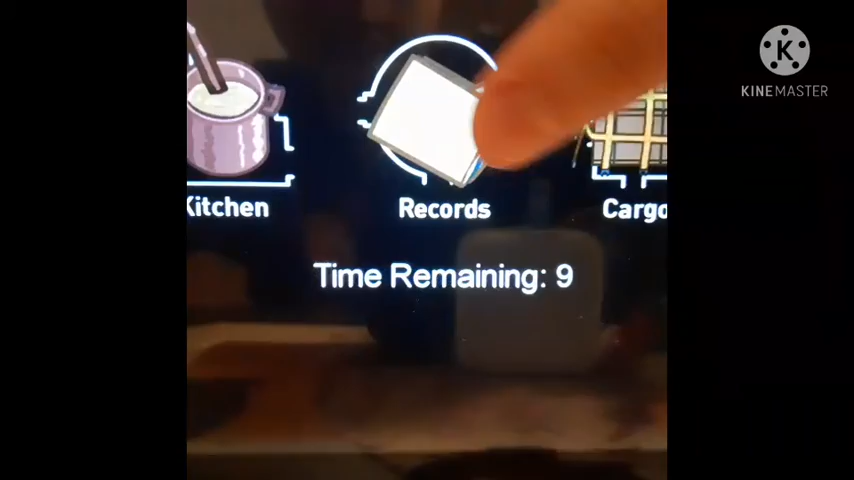 K
KINEMASTER
Kitchen
Records
Cargo
Time Remaining: 9